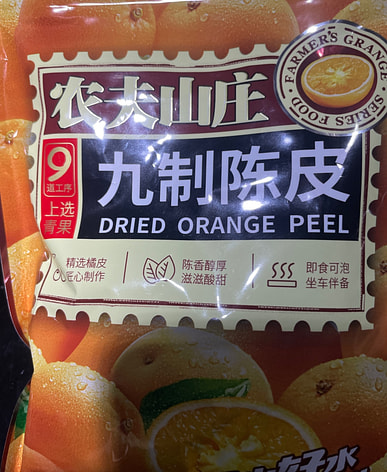 FARMER'S GRANGE
SERIES FOOD
农夫山庄
9
道工序
上选
青果
九制陈皮
DRIED ORANGE PEEL
精选橘皮
匠心制作
陈香醇厚
滋滋酸甜
即食可泡
坐车伴备